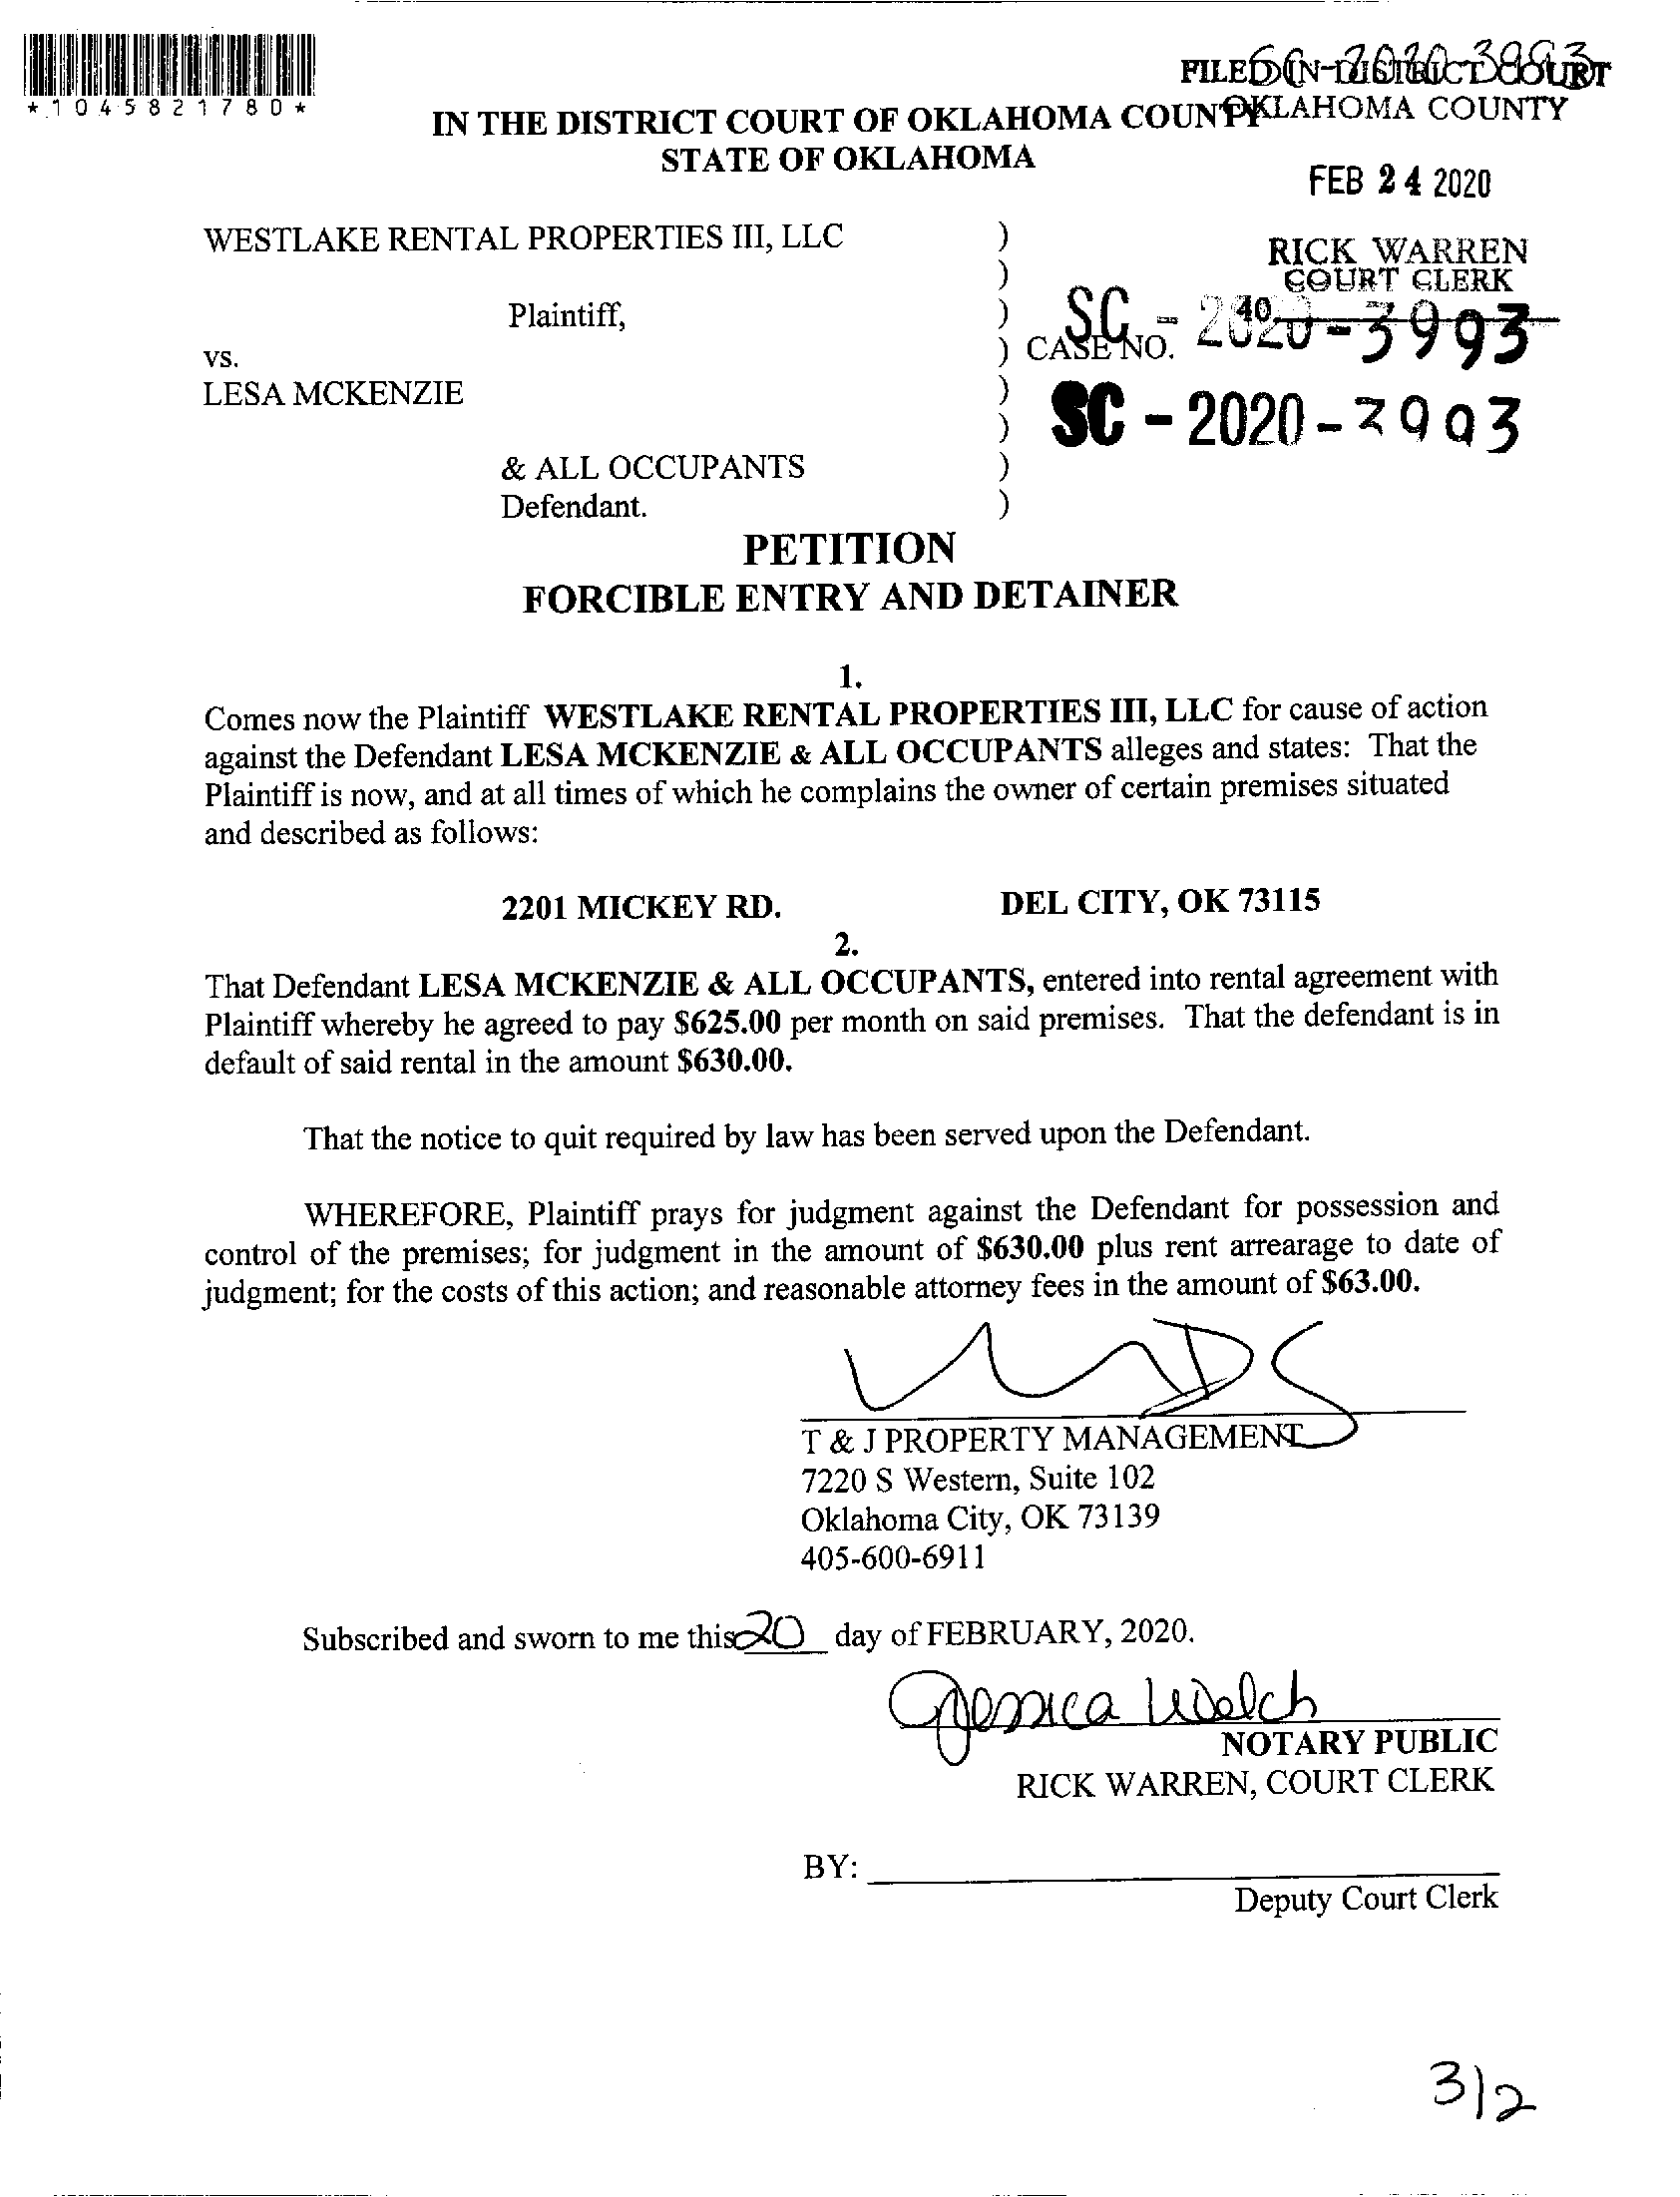 *1045821780*
FILED IN DISTRICT COURT
OKLAHOMA COUNTY
IN THE DISTRICT COURT OF OKLAHOMA COUNTY
STATE OF OKLAHOMA
FEB 24 2020
WESTLAKE RENTAL PROPERTIES III, LLC )
RICK WARREN
COURT CLERK
)
40
Plaintiff, )
SC - 2020 - 3993
vs. ) CASE NO.
LESA MCKENZIE )
) SC - 2020 - 3993
& ALL OCCUPANTS )
Defendant. )
PETITION
FORCIBLE ENTRY AND DETAINER
1.
Comes now the Plaintiff WESTLAKE RENTAL PROPERTIES III, LLC for cause of action
against the Defendant LESA MCKENZIE & ALL OCCUPANTS alleges and states: That the
Plaintiff is now, and at all times of which he complains the owner of certain premises situated
and described as follows:
2201 MICKEY RD. DEL CITY, OK 73115
2.
That Defendant LESA MCKENZIE & ALL OCCUPANTS, entered into rental agreement with
Plaintiff whereby he agreed to pay $625.00 per month on said premises. That the defendant is in
default of said rental in the amount $630.00.
That the notice to quit required by law has been served upon the Defendant.
WHEREFORE, Plaintiff prays for judgment against the Defendant for possession and
control of the premises; for judgment in the amount of $630.00 plus rent arrearage to date of
judgment; for the costs of this action; and reasonable attorney fees in the amount of $63.00.
T & J PROPERTY MANAGEMENT
7220 S Western, Suite 102
Oklahoma City, OK 73139
405-600-6911
Subscribed and sworn to me this 20 day of FEBRUARY, 2020.
Jessica Welch
NOTARY PUBLIC
RICK WARREN, COURT CLERK
BY:
Deputy Court Clerk
3/2